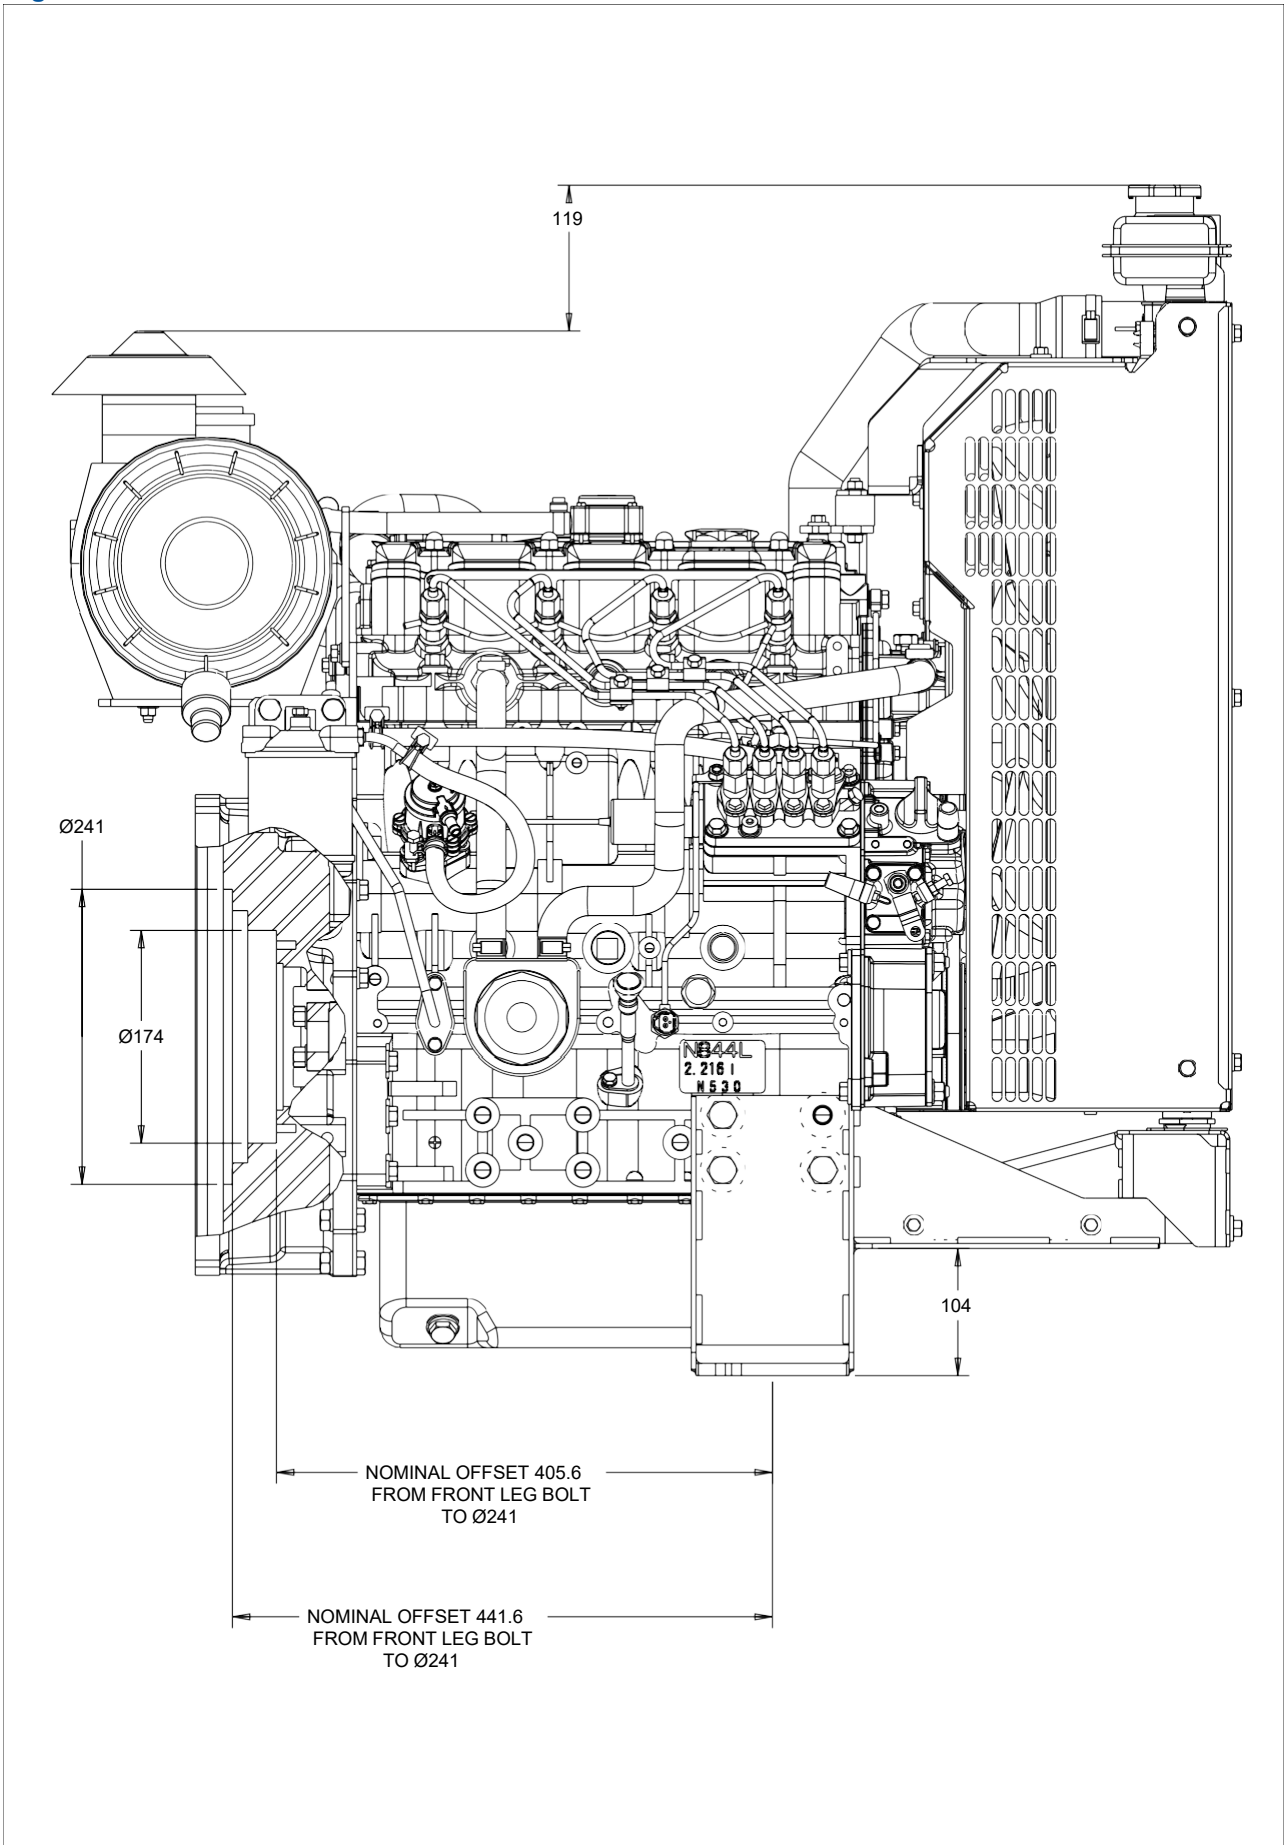 119
Ø241
Ø174
N844L
2.216 l
N530
104
NOMINAL OFFSET 405.6
FROM FRONT LEG BOLT
TO Ø241
NOMINAL OFFSET 441.6
FROM FRONT LEG BOLT
TO Ø241